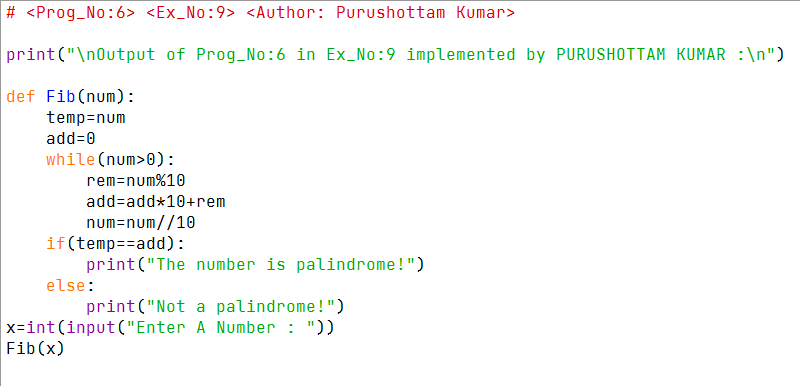 # <Prog_No:6> <Ex_No:9> <Author: Purushottam Kumar>
print("\nOutput of Prog_No:6 in Ex_No:9 implemented by PURUSHOTTAM KUMAR :\n")
def Fib(num):
    temp=num
    add=0
    while(num>0):
        rem=num%10
        add=add*10+rem
        num=num//10
    if(temp==add):
        print("The number is palindrome!")
    else:
        print("Not a palindrome!")
x=int(input("Enter A Number : "))
Fib(x)